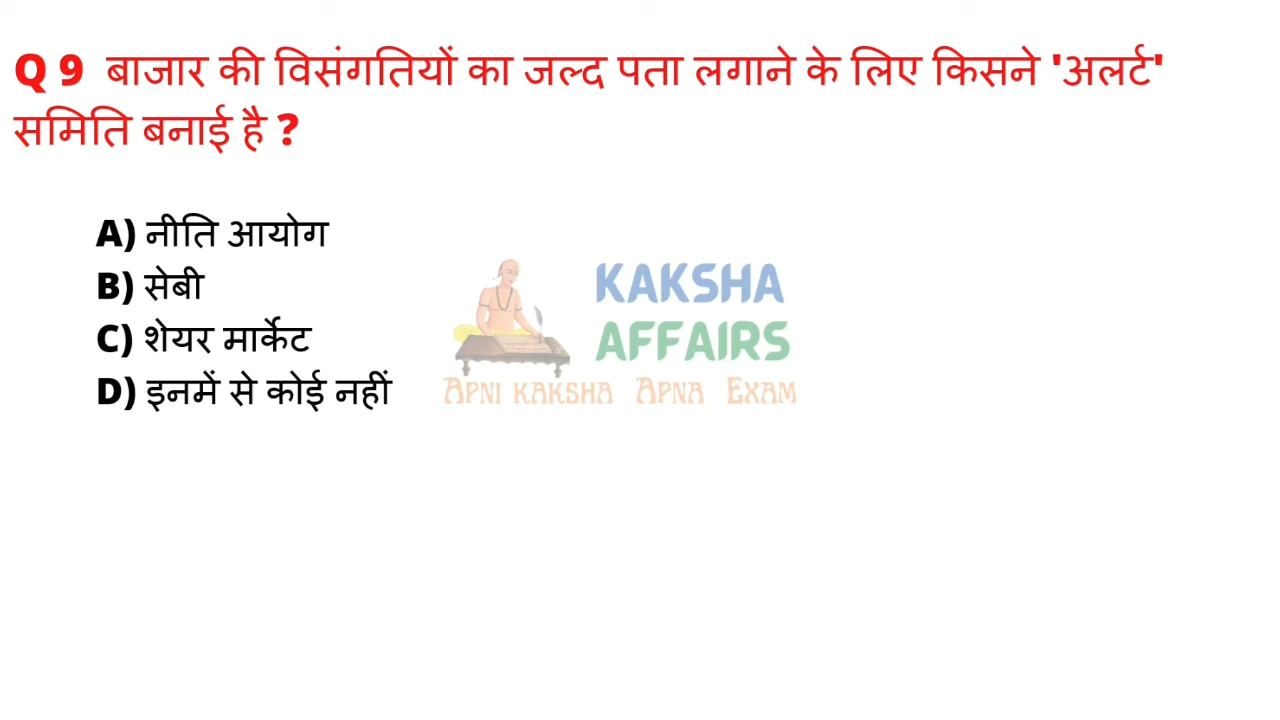 Q 9 बाजार की विसंगतियों का जल्द पता लगाने के लिए किसने 'अलर्ट'
समिति बनाई है ?
A) नीति आयोग
B) सेबी
C) शेयर मार्केट
D) इनमें से कोई नहीं
KAKSHA
AFFAIRS
APNI KAKSHA APNA EXAM